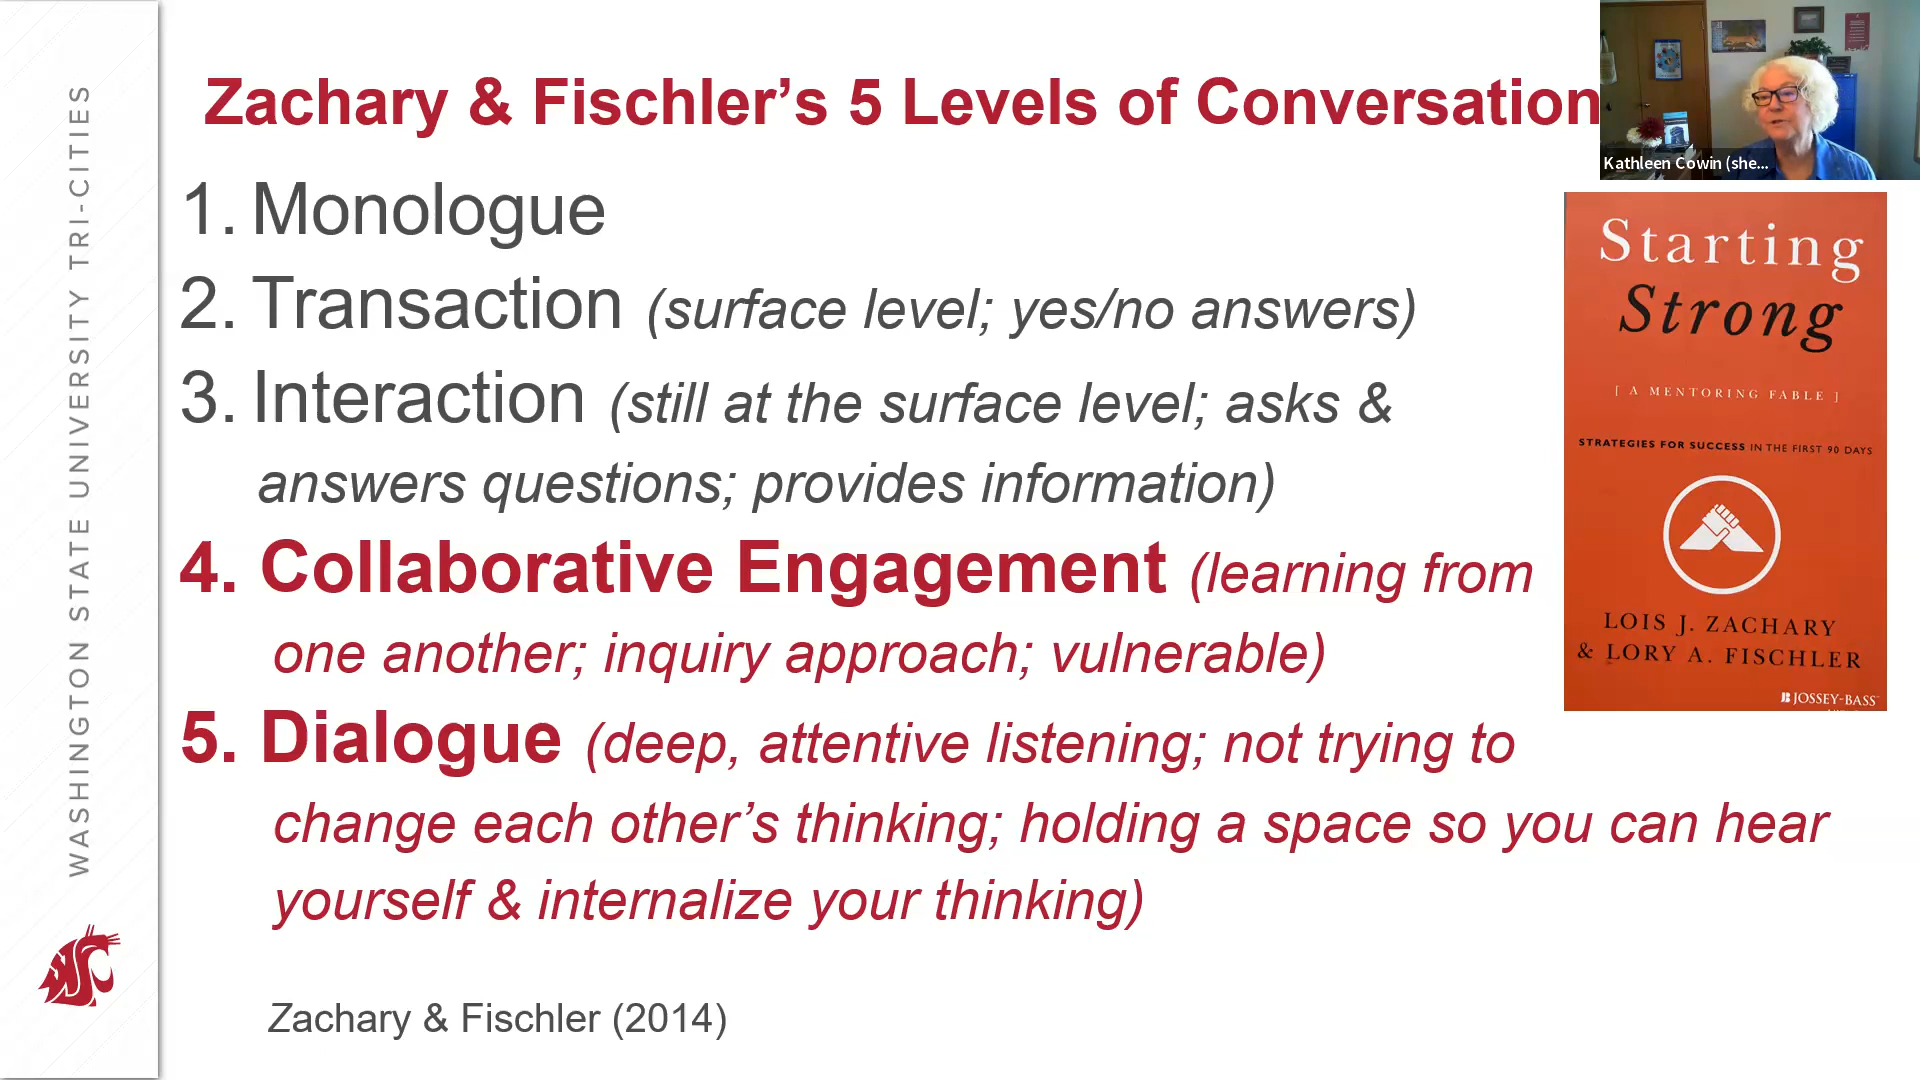 Zachary & Fischler’s 5 Levels of Conversation
Kathleen Cowin (she...
1. Monologue
2. Transaction (surface level; yes/no answers)
3. Interaction (still at the surface level; asks &
answers questions; provides information)
4. Collaborative Engagement (learning from
one another; inquiry approach; vulnerable)
5. Dialogue (deep, attentive listening; not trying to
change each other’s thinking; holding a space so you can hear
yourself & internalize your thinking)
Zachary & Fischler (2014)
Starting
Strong
[ A MENTORING FABLE ]
STRATEGIES FOR SUCCESS IN THE FIRST 90 DAYS
LOIS J. ZACHARY
& LORY A. FISCHLER
JOSSEY-BASS
WASHINGTON STATE UNIVERSITY TRI-CITIES